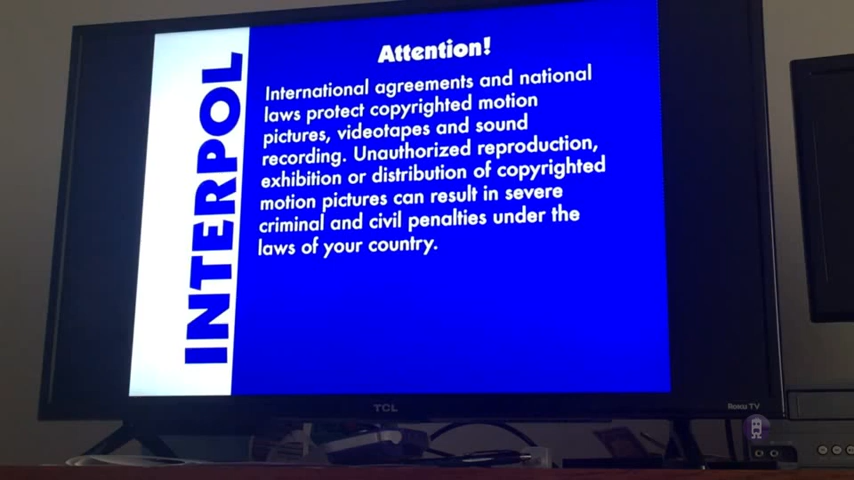 Attention!
International agreements and national
laws protect copyrighted motion
pictures, videotapes and sound
recording. Unauthorized reproduction,
exhibition or distribution of copyrighted
motion pictures can result in severe
criminal and civil penalties under the
laws of your country.
INTERPOL
TCL
Roku TV